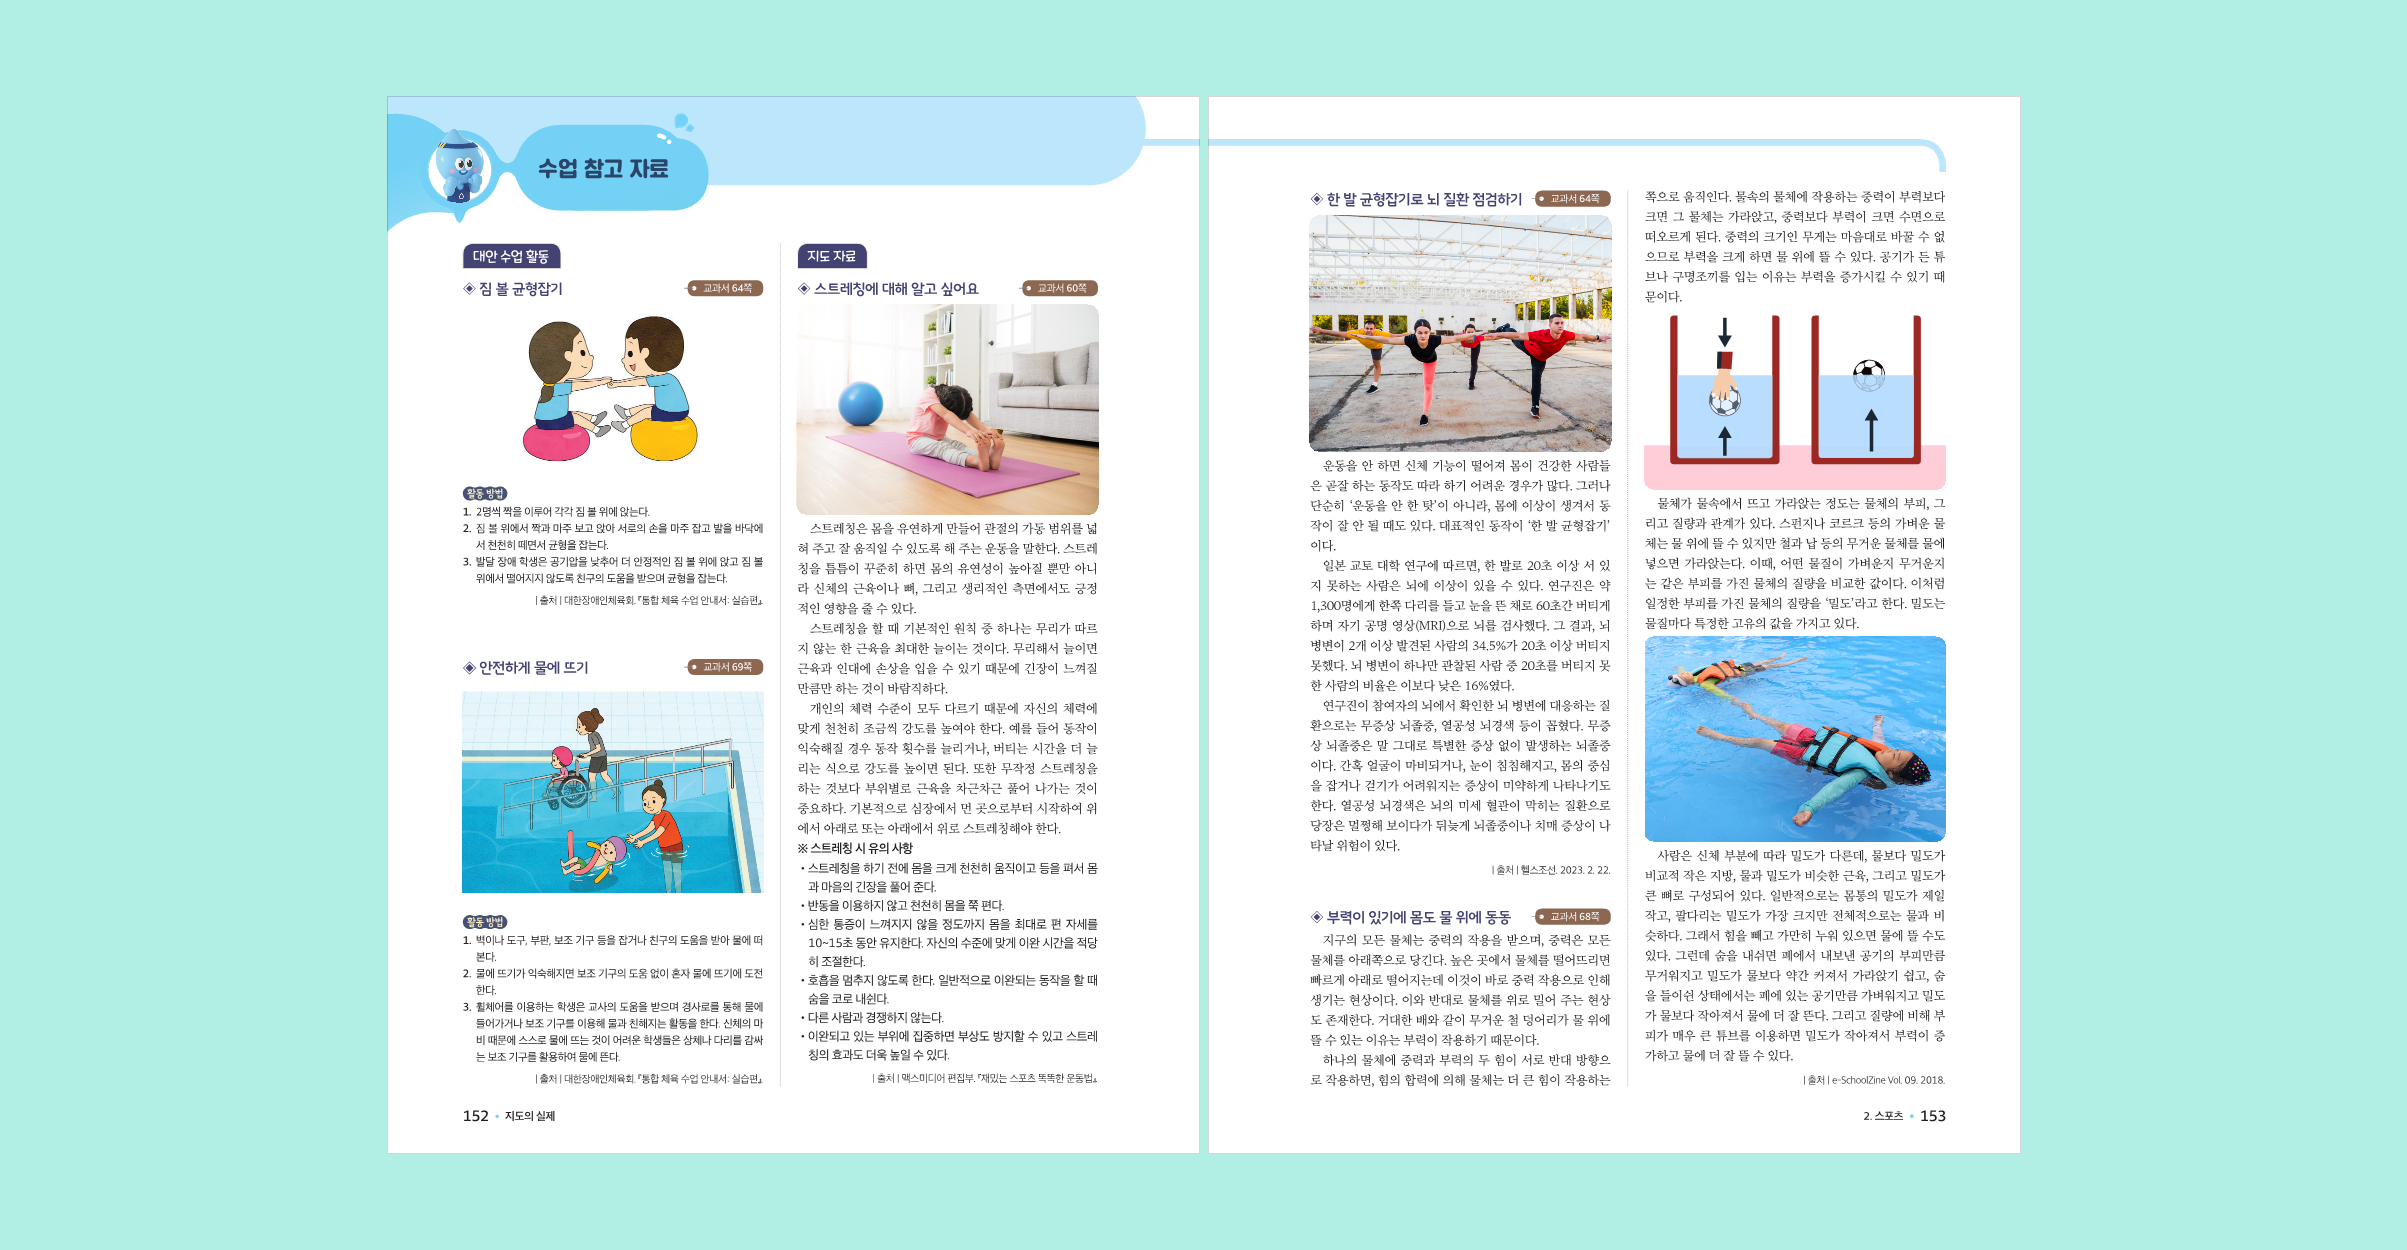 수업 참고 자료
대안 수업 활동
◈ 짐 볼 균형잡기
교과서 64쪽
활동 방법
1. 2명씩 짝을 이루어 각각 짐 볼 위에 앉는다.
2. 짐 볼 위에서 짝과 마주 보고 앉아 서로의 손을 마주 잡고 발을 바닥에
서 천천히 떼면서 균형을 잡는다.
3. 발달 장애 학생은 공기압을 낮추어 더 안정적인 짐 볼 위에 앉고 짐 볼
위에서 떨어지지 않도록 친구의 도움을 받으며 균형을 잡는다.
| 출처 | 대한장애인체육회. 『통합 체육 수업 안내서: 실습편』
◈ 안전하게 물에 뜨기
교과서 69쪽
활동 방법
1. 벽이나 도구, 부판, 보조 기구 등을 잡거나 친구의 도움을 받아 물에 떠
본다.
2. 물에 뜨기가 익숙해지면 보조 기구의 도움 없이 혼자 물에 뜨기에 도전
한다.
3. 휠체어를 이용하는 학생은 교사의 도움을 받으며 경사로를 통해 물에
들어가거나 보조 기구를 이용해 물과 친해지는 활동을 한다. 신체의 마
비 때문에 스스로 물에 뜨는 것이 어려운 학생들은 상체나 다리를 감싸
는 보조 기구를 활용하여 물에 뜬다.
| 출처 | 대한장애인체육회. 『통합 체육 수업 안내서: 실습편』
지도 자료
◈ 스트레칭에 대해 알고 싶어요
교과서 60쪽
스트레칭은 몸을 유연하게 만들어 관절의 가동 범위를 넓
혀 주고 잘 움직일 수 있도록 해 주는 운동을 말한다. 스트레
칭을 틈틈이 꾸준히 하면 몸의 유연성이 높아질 뿐만 아니
라 신체의 근육이나 뼈, 그리고 생리적인 측면에서도 긍정
적인 영향을 줄 수 있다.
스트레칭을 할 때 기본적인 원칙 중 하나는 무리가 따르
지 않는 한 근육을 최대한 늘이는 것이다. 무리해서 늘이면
근육과 인대에 손상을 입을 수 있기 때문에 긴장이 느껴질
만큼만 하는 것이 바람직하다.
개인의 체력 수준이 모두 다르기 때문에 자신의 체력에
맞게 천천히 조금씩 강도를 높여야 한다. 예를 들어 동작이
익숙해질 경우 동작 횟수를 늘리거나, 버티는 시간을 더 늘
리는 식으로 강도를 높이면 된다. 또한 무작정 스트레칭을
하는 것보다 부위별로 근육을 차근차근 풀어 나가는 것이
중요하다. 기본적으로 심장에서 먼 곳으로부터 시작하여 위
에서 아래로 또는 아래에서 위로 스트레칭해야 한다.
※ 스트레칭 시 유의 사항
• 스트레칭을 하기 전에 몸을 크게 천천히 움직이고 등을 펴서 몸
과 마음의 긴장을 풀어 준다.
• 반동을 이용하지 않고 천천히 몸을 쭉 편다.
• 심한 통증이 느껴지지 않을 정도까지 몸을 최대로 편 자세를
10~15초 동안 유지한다. 자신의 수준에 맞게 이완 시간을 적당
히 조절한다.
• 호흡을 멈추지 않도록 한다. 일반적으로 이완되는 동작을 할 때
숨을 코로 내쉰다.
• 다른 사람과 경쟁하지 않는다.
• 이완되고 있는 부위에 집중하면 부상도 방지할 수 있고 스트레
칭의 효과도 더욱 높일 수 있다.
| 출처 | 맥스미디어 편집부. 『재밌는 스포츠 똑똑한 운동법』
152 • 지도의 실제
◈ 한 발 균형잡기로 뇌 질환 점검하기
교과서 64쪽
운동을 안 하면 신체 기능이 떨어져 몸이 건강한 사람들
은 곧잘 하는 동작도 따라 하기 어려운 경우가 많다. 그러나
단순히 ‘운동을 안 한 탓’이 아니라, 몸에 이상이 생겨서 동
작이 잘 안 될 때도 있다. 대표적인 동작이 ‘한 발 균형잡기’
이다.
일본 교토 대학 연구에 따르면, 한 발로 20초 이상 서 있
지 못하는 사람은 뇌에 이상이 있을 수 있다. 연구진은 약
1,300명에게 한쪽 다리를 들고 눈을 뜬 채로 60초간 버티게
하며 자기 공명 영상(MRI)으로 뇌를 검사했다. 그 결과, 뇌
병변이 2개 이상 발견된 사람의 34.5%가 20초 이상 버티지
못했다. 뇌 병변이 하나만 관찰된 사람 중 20초를 버티지 못
한 사람의 비율은 이보다 낮은 16%였다.
연구진이 참여자의 뇌에서 확인한 뇌 병변에 대응하는 질
환으로는 무증상 뇌졸중, 열공성 뇌경색 등이 꼽혔다. 무증
상 뇌졸중은 말 그대로 특별한 증상 없이 발생하는 뇌졸중
이다. 간혹 얼굴이 마비되거나, 눈이 침침해지고, 몸의 중심
을 잡거나 걷기가 어려워지는 증상이 미약하게 나타나기도
한다. 열공성 뇌경색은 뇌의 미세 혈관이 막히는 질환으로
당장은 멀쩡해 보이다가 뒤늦게 뇌졸중이나 치매 증상이 나
타날 위험이 있다.
| 출처 | 헬스조선. 2023. 2. 22.
◈ 부력이 있기에 몸도 물 위에 동동
교과서 68쪽
지구의 모든 물체는 중력의 작용을 받으며, 중력은 모든
물체를 아래쪽으로 당긴다. 높은 곳에서 물체를 떨어뜨리면
빠르게 아래로 떨어지는데 이것이 바로 중력 작용으로 인해
생기는 현상이다. 이와 반대로 물체를 위로 밀어 주는 현상
도 존재한다. 거대한 배와 같이 무거운 철 덩어리가 물 위에
뜰 수 있는 이유는 부력이 작용하기 때문이다.
하나의 물체에 중력과 부력의 두 힘이 서로 반대 방향으
로 작용하면, 힘의 합력에 의해 물체는 더 큰 힘이 작용하는
쪽으로 움직인다. 물속의 물체에 작용하는 중력이 부력보다
크면 그 물체는 가라앉고, 중력보다 부력이 크면 수면으로
떠오르게 된다. 중력의 크기인 무게는 마음대로 바꿀 수 없
으므로 부력을 크게 하면 물 위에 뜰 수 있다. 공기가 든 튜
브나 구명조끼를 입는 이유는 부력을 증가시킬 수 있기 때
문이다.
물체가 물속에서 뜨고 가라앉는 정도는 물체의 부피, 그
리고 질량과 관계가 있다. 스펀지나 코르크 등의 가벼운 물
체는 물 위에 뜰 수 있지만 철과 납 등의 무거운 물체를 물에
넣으면 가라앉는다. 이때, 어떤 물질이 가벼운지 무거운지
는 같은 부피를 가진 물체의 질량을 비교한 값이다. 이처럼
일정한 부피를 가진 물체의 질량을 ‘밀도’라고 한다. 밀도는
물질마다 특정한 고유의 값을 가지고 있다.
사람은 신체 부분에 따라 밀도가 다른데, 물보다 밀도가
비교적 작은 지방, 물과 밀도가 비슷한 근육, 그리고 밀도가
큰 뼈로 구성되어 있다. 일반적으로는 몸통의 밀도가 제일
작고, 팔다리는 밀도가 가장 크지만 전체적으로는 물과 비
슷하다. 그래서 힘을 빼고 가만히 누워 있으면 물에 뜰 수도
있다. 그런데 숨을 내쉬면 폐에서 내보낸 공기의 부피만큼
무거워지고 밀도가 물보다 약간 커져서 가라앉기 쉽고, 숨
을 들이쉰 상태에서는 폐에 있는 공기만큼 가벼워지고 밀도
가 물보다 작아져서 물에 더 잘 뜬다. 그리고 질량에 비해 부
피가 매우 큰 튜브를 이용하면 밀도가 작아져서 부력이 증
가하고 물에 더 잘 뜰 수 있다.
| 출처 | e-SchoolZine Vol. 09. 2018.
2. 스포츠 • 153